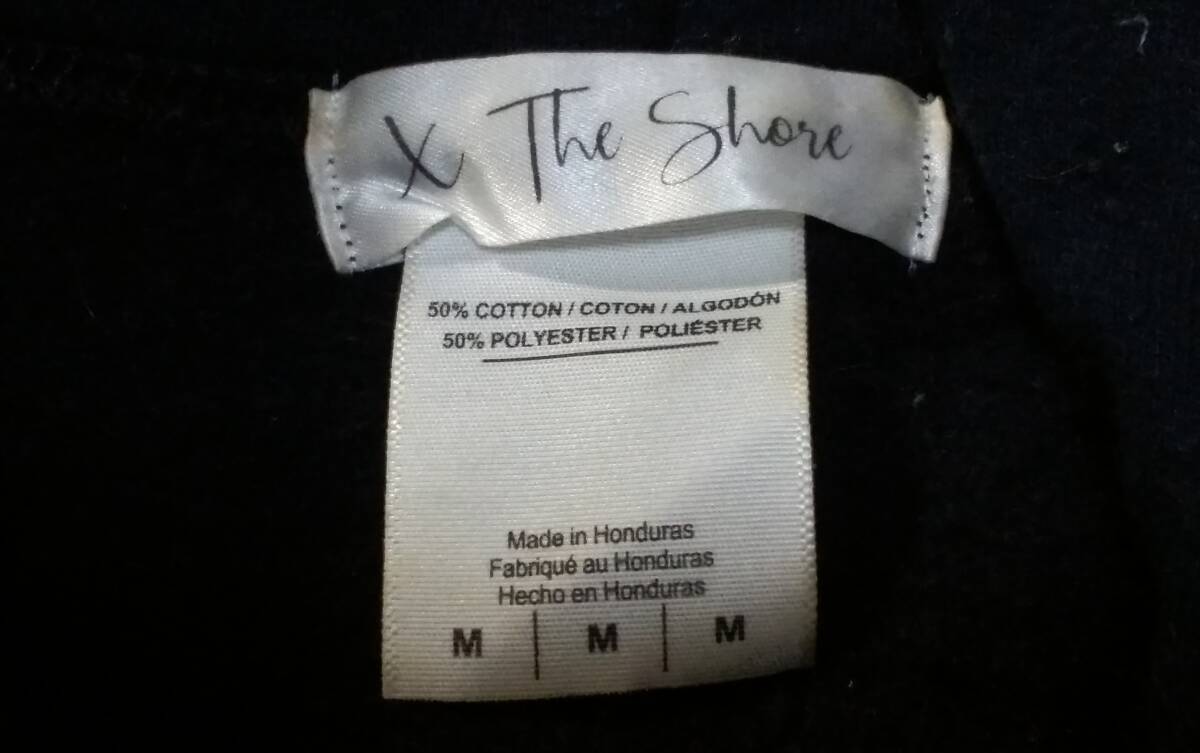 X The Shore
50% COTTON / COTON / ALGODÓN
50% POLYESTER / POLIÉSTER
Made in Honduras
Fabriqué au Honduras
Hecho en Honduras
M | M | M